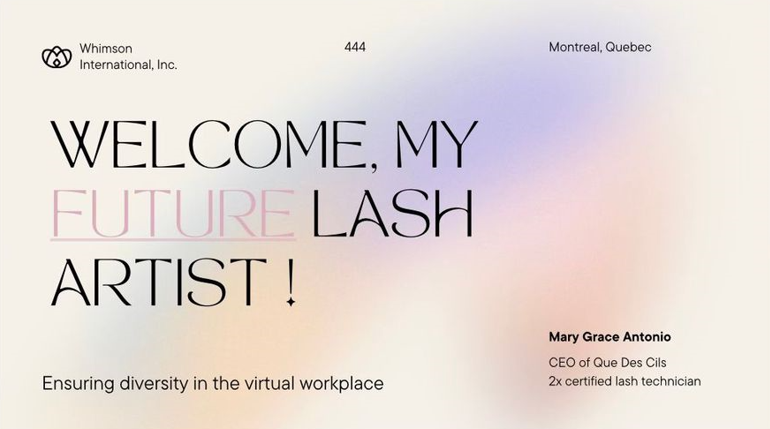 Whimson
International, Inc.
444
Montreal, Quebec
WELCOME, MY
FUTURE LASH
ARTIST !
Mary Grace Antonio
CEO of Que Des Cils
2x certified lash technician
Ensuring diversity in the virtual workplace